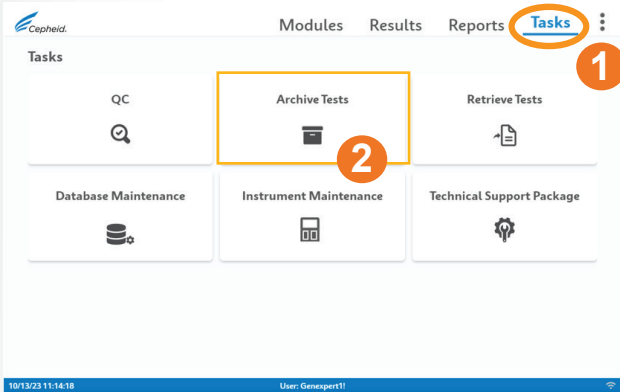 Cepheid.
Modules Results Reports Tasks
1
Tasks
QC Archive Tests Retrieve Tests
2
Database Maintenance Instrument Maintenance Technical Support Package
10/13/23 11:14:18 User: Genexpert1!